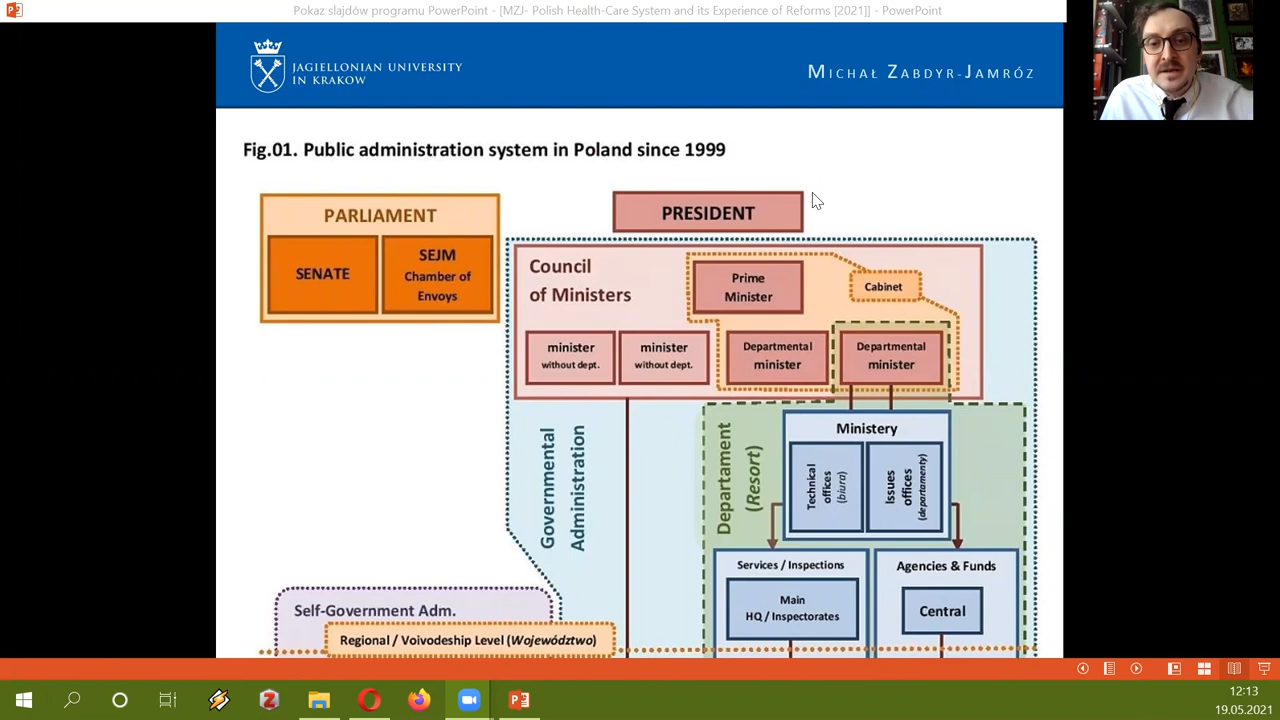 Pokaz slajdów programu PowerPoint - [MZJ- Polish Health-Care System and its Experience of Reforms [2021]] - PowerPoint
JAGIELLONIAN UNIVERSITY
IN KRAKOW
MICHAŁ ZABDYR-JAMRÓZ
Fig.01. Public administration system in Poland since 1999
PARLIAMENT
SENATE
SEJM
Chamber of
Envoys
PRESIDENT
Council
of Ministers
Prime
Minister
Cabinet
minister
without dept.
minister
without dept.
Departmental
minister
Departmental
minister
Governmental
Administration
Departament
(Resort)
Ministery
Technical
offices
(biura)
Issues
offices
(departamenty)
Services / Inspections
Main
HQ / Inspectorates
Agencies & Funds
Central
Self-Government Adm.
Regional / Voivodeship Level (Województwo)
12:13
19.05.2021